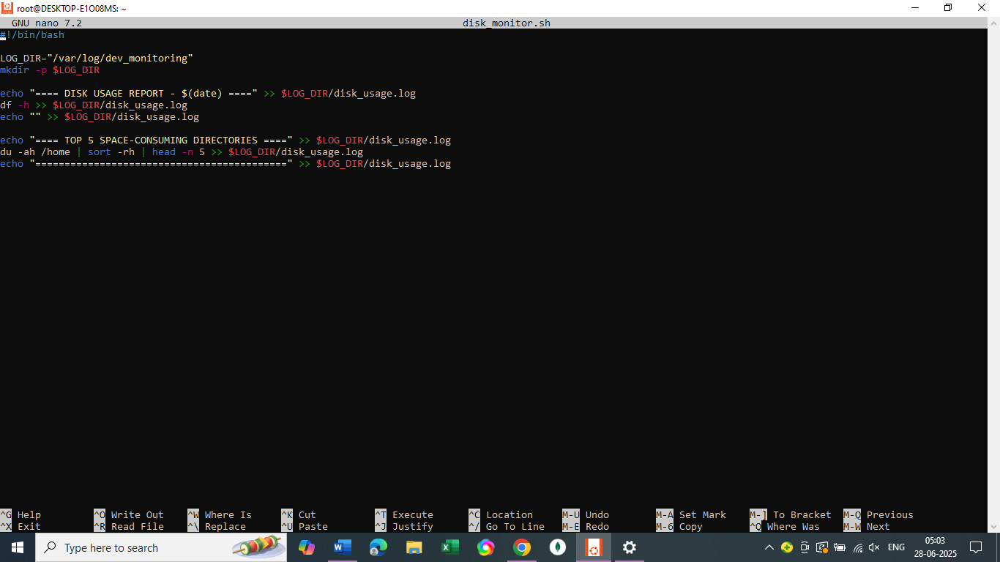 root@DESKTOP-E1O08MS: ~
GNU nano 7.2 disk_monitor.sh
#!/bin/bash
LOG_DIR="/var/log/dev_monitoring"
mkdir -p $LOG_DIR
echo "==== DISK USAGE REPORT - $(date) ====" >> $LOG_DIR/disk_usage.log
df -h >> $LOG_DIR/disk_usage.log
echo "" >> $LOG_DIR/disk_usage.log
echo "==== TOP 5 SPACE-CONSUMING DIRECTORIES ====" >> $LOG_DIR/disk_usage.log
du -ah /home | sort -rh | head -n 5 >> $LOG_DIR/disk_usage.log
echo "===========================================" >> $LOG_DIR/disk_usage.log
^G Help ^O Write Out ^W Where Is ^K Cut ^T Execute ^C Location M-U Undo M-A Set Mark M-] To Bracket M-Q Previous
^X Exit ^R Read File ^\ Replace ^U Paste ^J Justify ^/ Go To Line M-E Redo M-6 Copy ^Q Where Was M-W Next
Type here to search ENG 05:03
28-06-2025